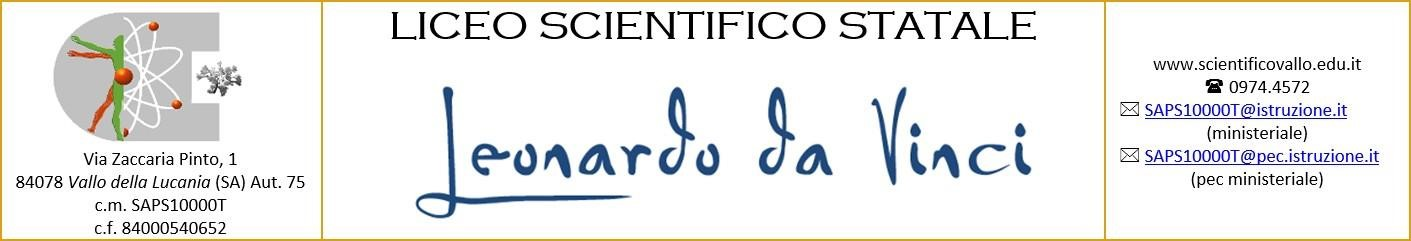 LICEO SCIENTIFICO STATALE
Leonardo da Vinci
Via Zaccaria Pinto, 1
84078 Vallo della Lucania (SA) Aut. 75
c.m. SAPS10000T
c.f. 84000540652
www.scientificovallo.edu.it
☎ 0974.4572
✉ SAPS10000T@istruzione.it
(ministeriale)
✉ SAPS10000T@pec.istruzione.it
(pec ministeriale)